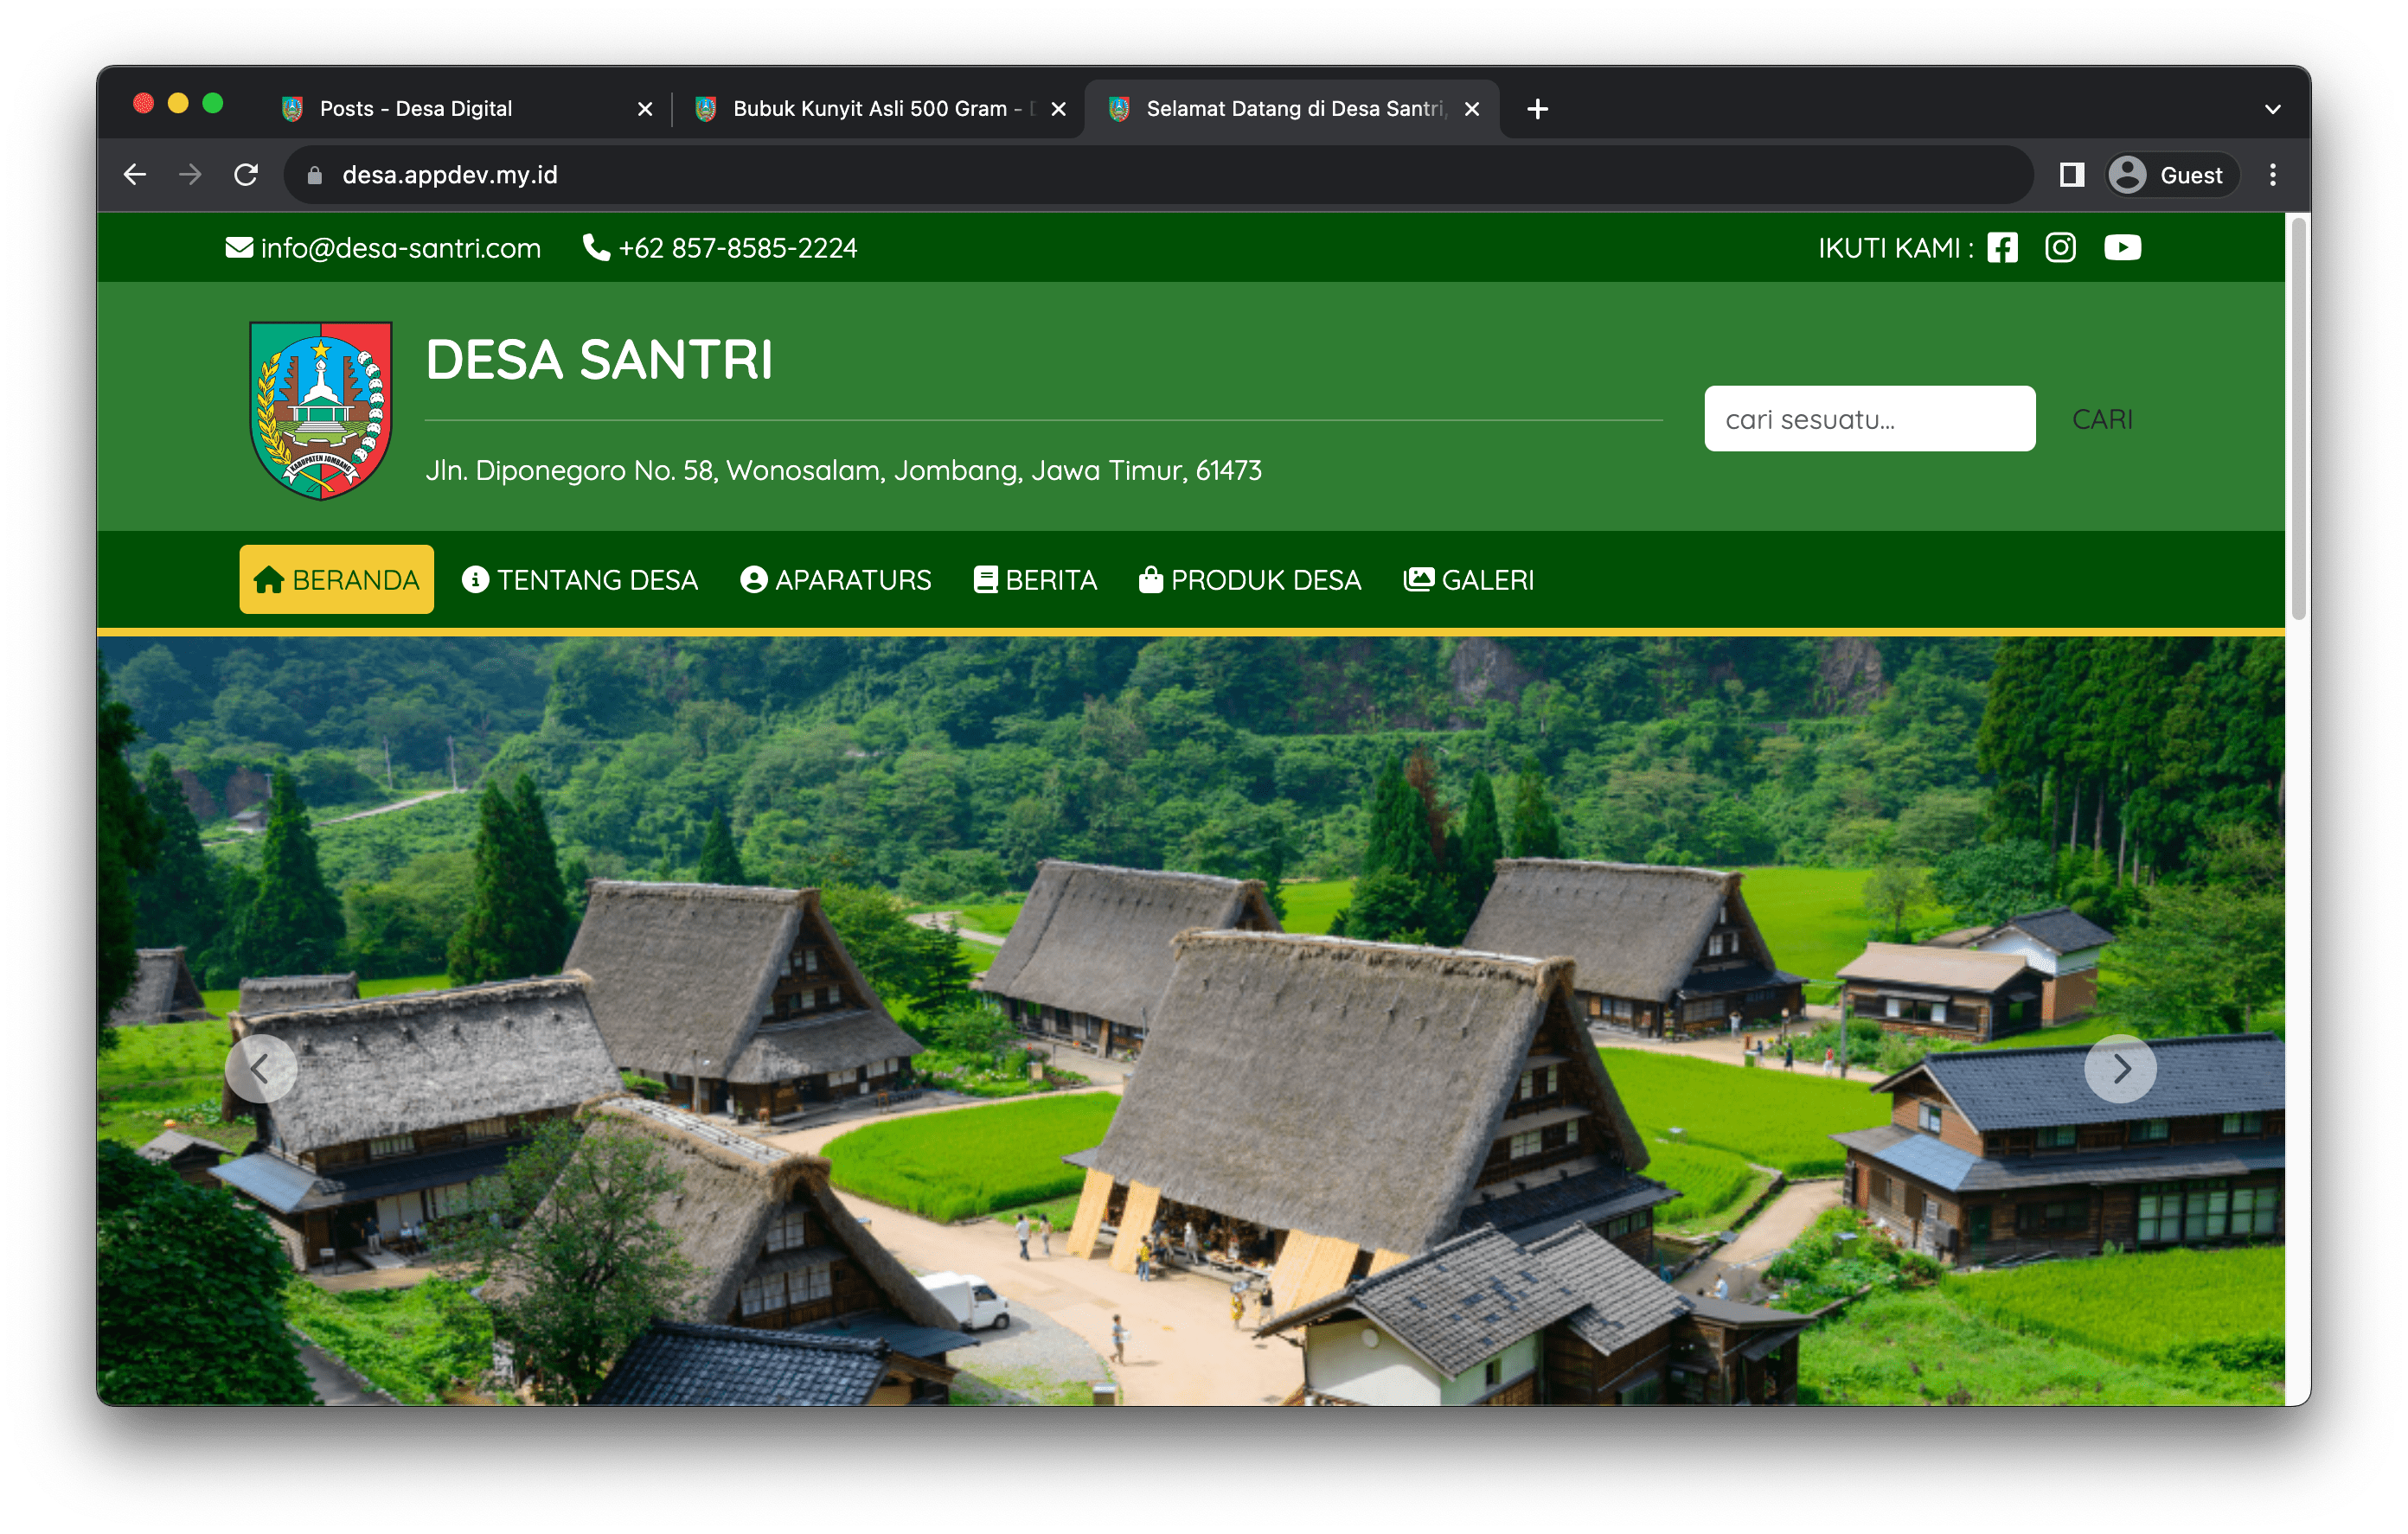 Posts - Desa Digital
Bubuk Kunyit Asli 500 Gram -
Selamat Datang di Desa Santri,
desa.appdev.my.id
Guest
info@desa-santri.com +62 857-8585-2224 IKUTI KAMI :
DESA SANTRI
cari sesuatu... CARI
Jln. Diponegoro No. 58, Wonosalam, Jombang, Jawa Timur, 61473
KABUPATEN JOMBANG
BERANDA TENTANG DESA APARATURS BERITA PRODUK DESA GALERI